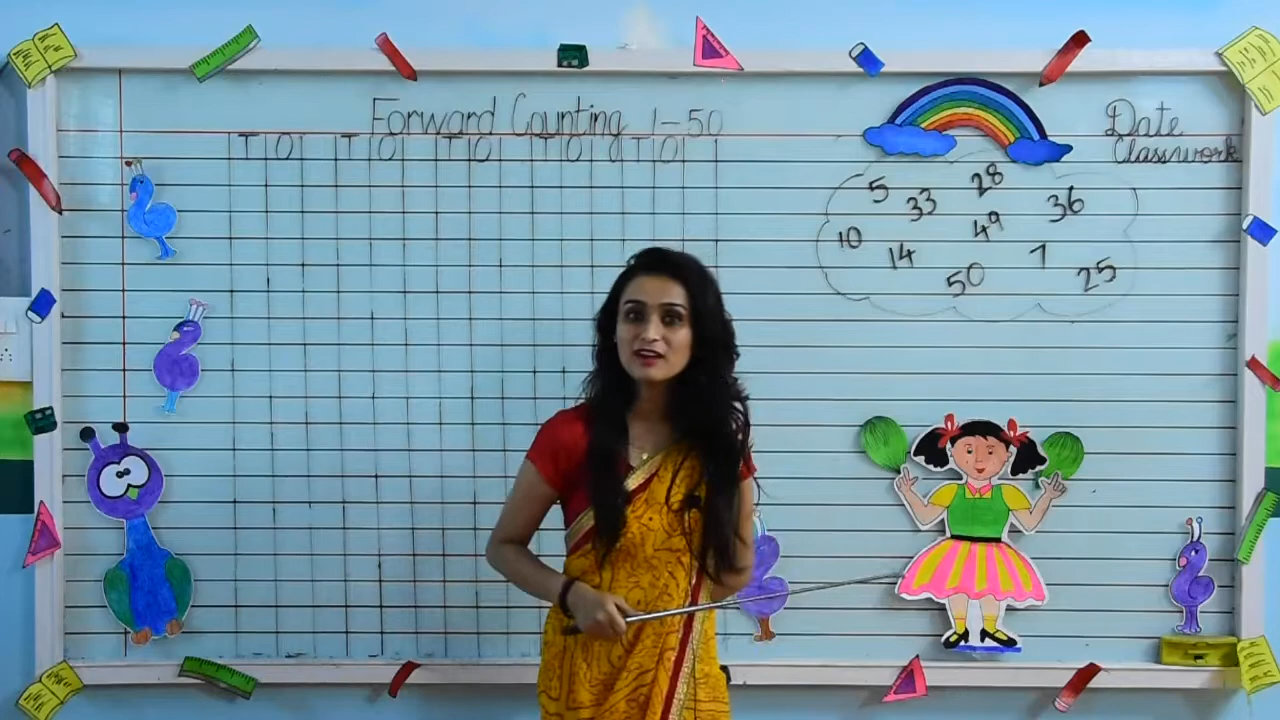 Forward Counting 1-50
T O T O T O T O T O
Date
Classwork
5 33 28 36
10 14 49 7
50 25